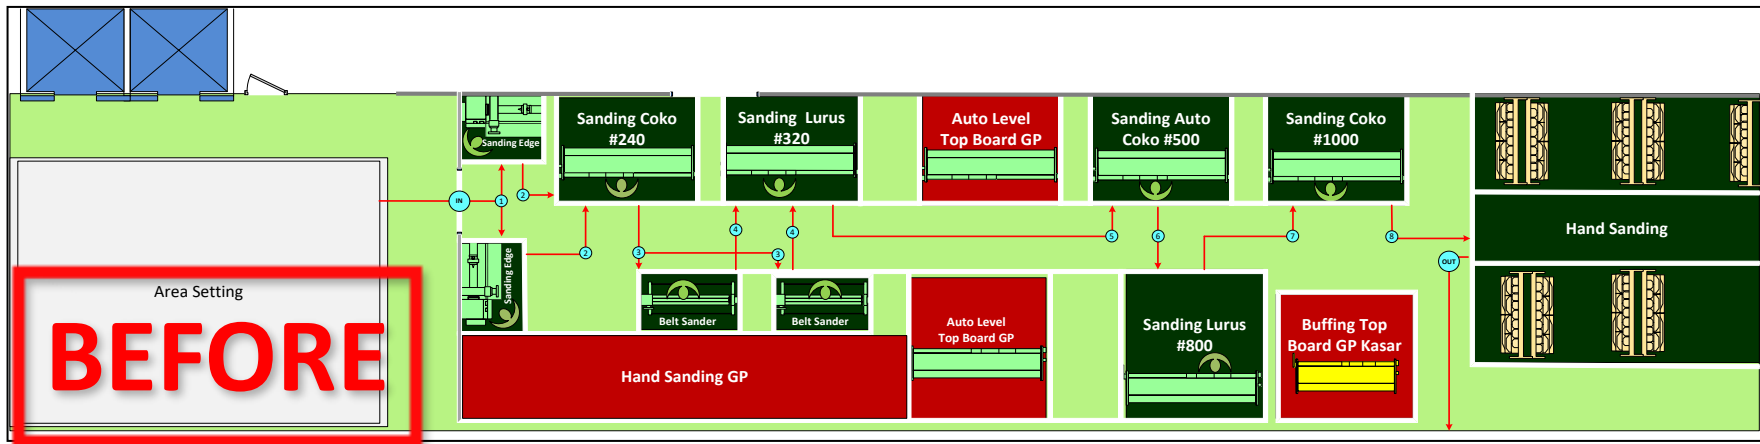 Sanding Edge
Sanding Coko
#240
Sanding Lurus
#320
Auto Level
Top Board GP
Sanding Auto
Coko #500
Sanding Coko
#1000
IN
1
2
2
3
3
4
4
5
6
7
8
OUT
Hand Sanding
Sanding Edge
Area Setting
BEFORE
Belt Sander
Belt Sander
Hand Sanding GP
Auto Level
Top Board GP
Sanding Lurus
#800
Buffing Top
Board GP Kasar